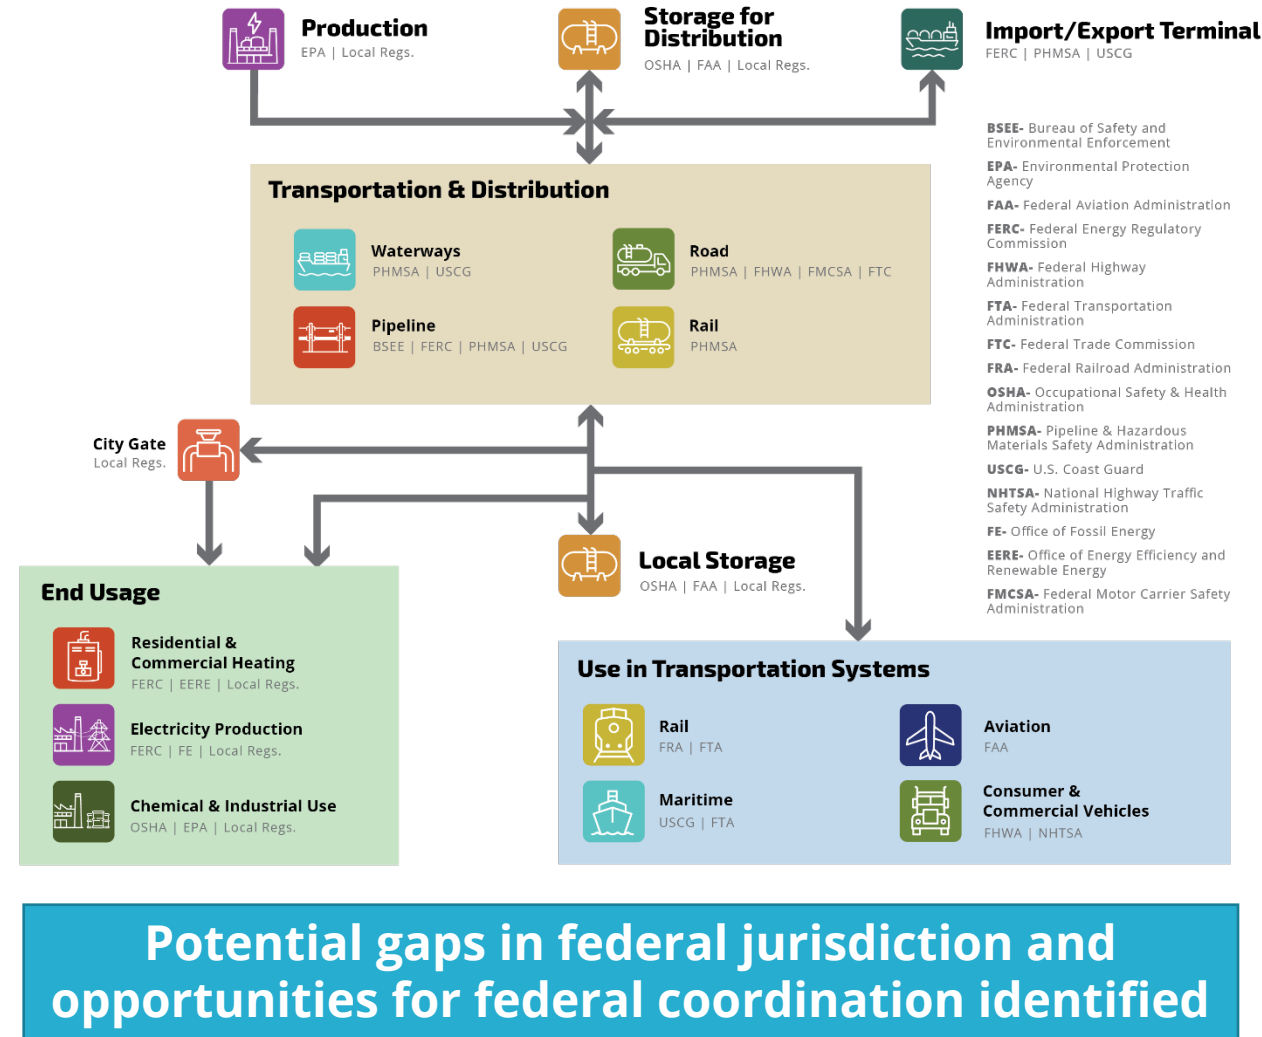 Production
EPA | Local Regs.
Storage for
Distribution
OSHA | FAA | Local Regs.
Import/Export Terminal
FERC | PHMSA | USCG
BSEE- Bureau of Safety and
Environmental Enforcement
EPA- Environmental Protection
Agency
FAA- Federal Aviation Administration
FERC- Federal Energy Regulatory
Commission
FHWA- Federal Highway
Administration
FTA- Federal Transportation
Administration
FTC- Federal Trade Commission
FRA- Federal Railroad Administration
OSHA- Occupational Safety & Health
Administration
PHMSA- Pipeline & Hazardous
Materials Safety Administration
USCG- U.S. Coast Guard
NHTSA- National Highway Traffic
Safety Administration
FE- Office of Fossil Energy
EERE- Office of Energy Efficiency and
Renewable Energy
FMCSA- Federal Motor Carrier Safety
Administration
Transportation & Distribution
Waterways
PHMSA | USCG
Road
PHMSA | FHWA | FMCSA | FTC
Pipeline
BSEE | FERC | PHMSA | USCG
Rail
PHMSA
City Gate
Local Regs.
Local Storage
OSHA | FAA | Local Regs.
End Usage
Residential &
Commercial Heating
FERC | EERE | Local Regs.
Electricity Production
FERC | FE | Local Regs.
Chemical & Industrial Use
OSHA | EPA | Local Regs.
Use in Transportation Systems
Rail
FRA | FTA
Aviation
FAA
Maritime
USCG | FTA
Consumer &
Commercial Vehicles
FHWA | NHTSA
Potential gaps in federal jurisdiction and
opportunities for federal coordination identified